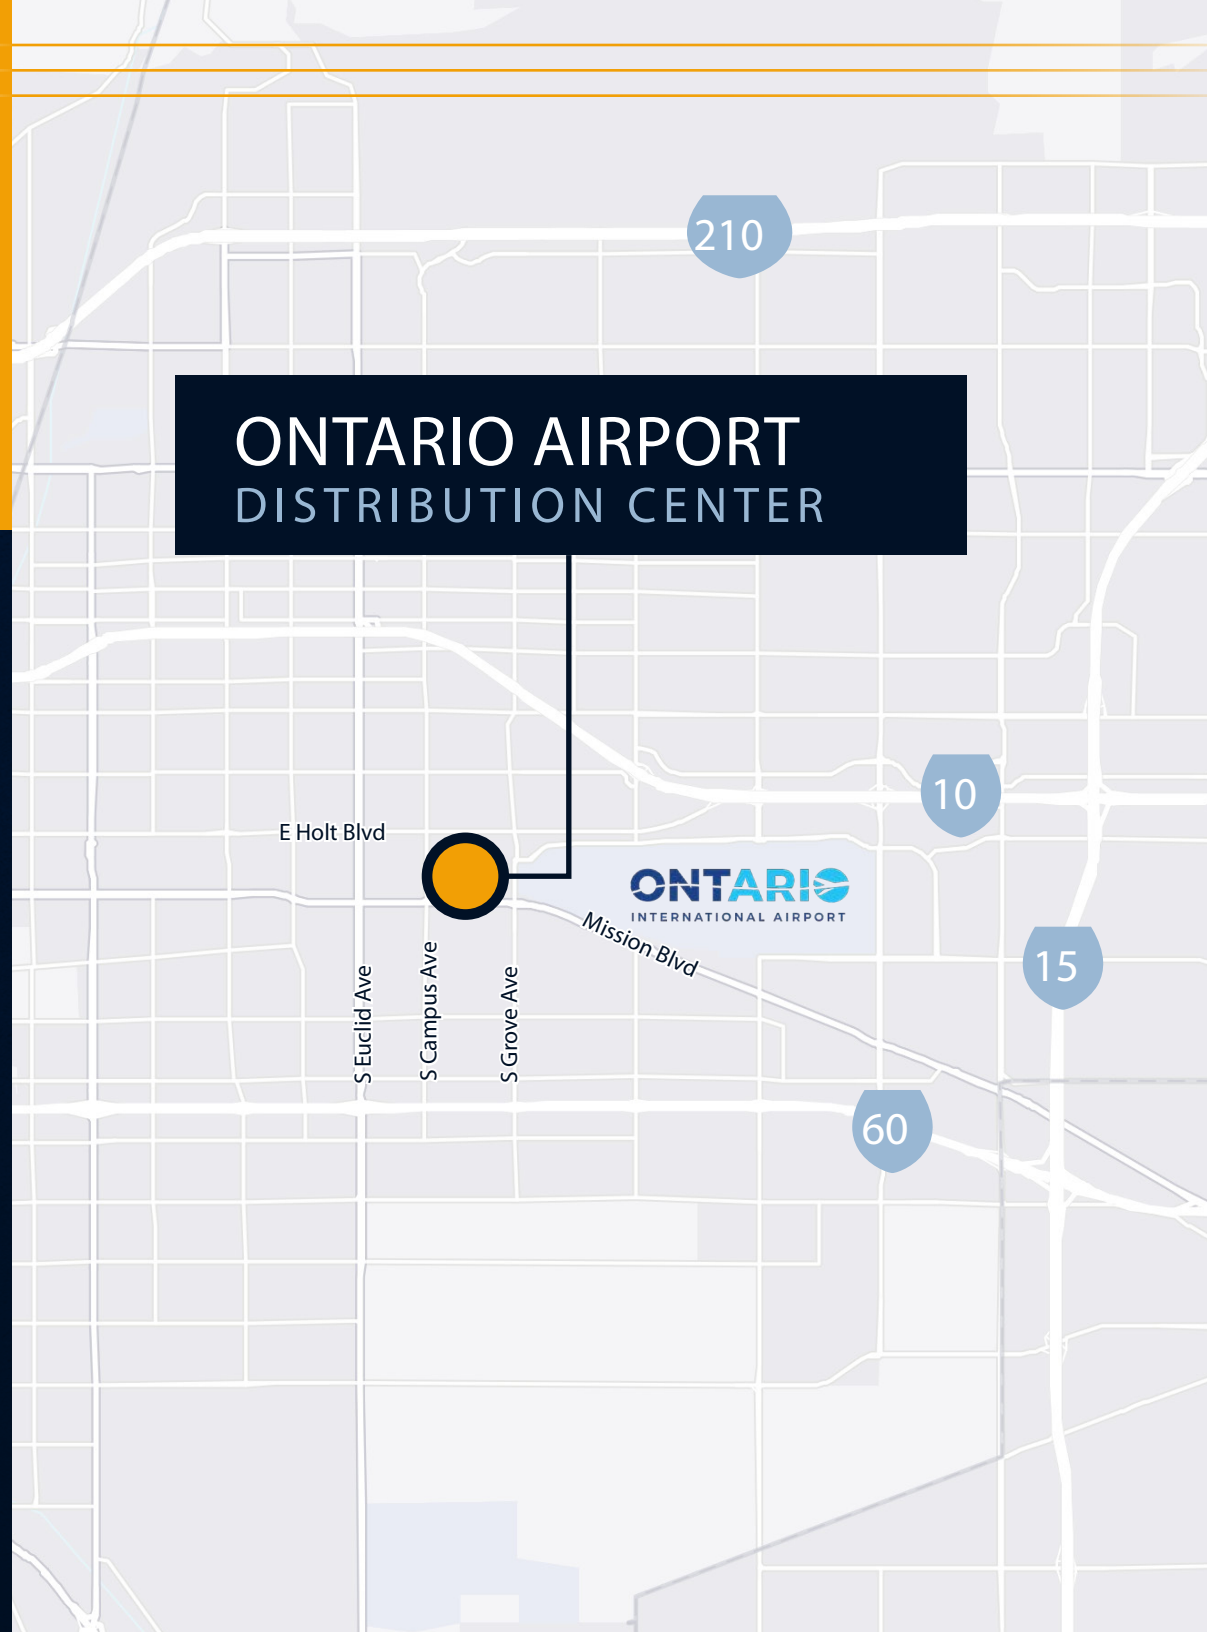 210
ONTARIO AIRPORT
DISTRIBUTION CENTER
10
E Holt Blvd
ONTARIO
INTERNATIONAL AIRPORT
Mission Blvd
15
S Euclid Ave
S Campus Ave
S Grove Ave
60